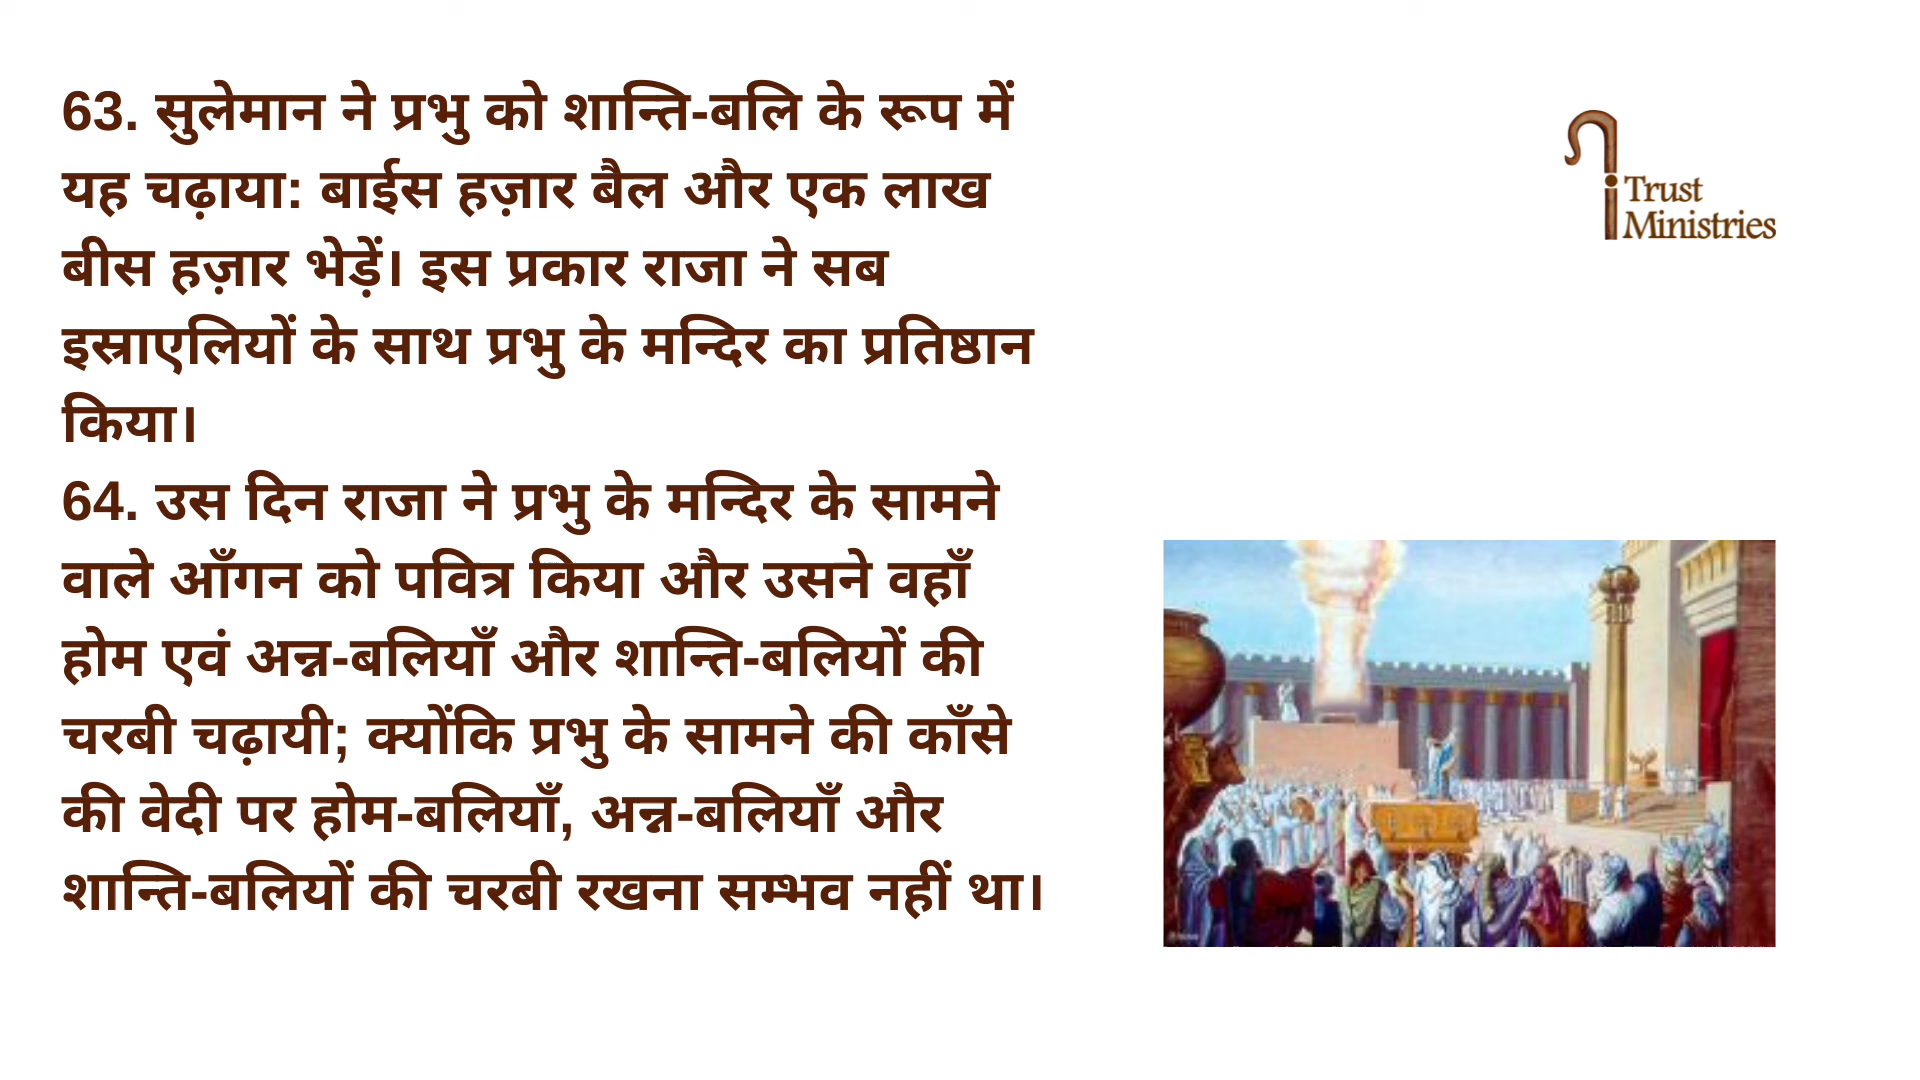 63. सुलेमान ने प्रभु को शान्ति-बलि के रूप में
यह चढ़ाया: बाईस हज़ार बैल और एक लाख
बीस हज़ार भेड़ें। इस प्रकार राजा ने सब
इस्राएलियों के साथ प्रभु के मन्दिर का प्रतिष्ठान
किया।
64. उस दिन राजा ने प्रभु के मन्दिर के सामने
वाले आँगन को पवित्र किया और उसने वहाँ
होम एवं अन्न-बलियाँ और शान्ति-बलियों की
चरबी चढ़ायी; क्योंकि प्रभु के सामने की काँसे
की वेदी पर होम-बलियाँ, अन्न-बलियाँ और
शान्ति-बलियों की चरबी रखना सम्भव नहीं था।
i Trust
Ministries